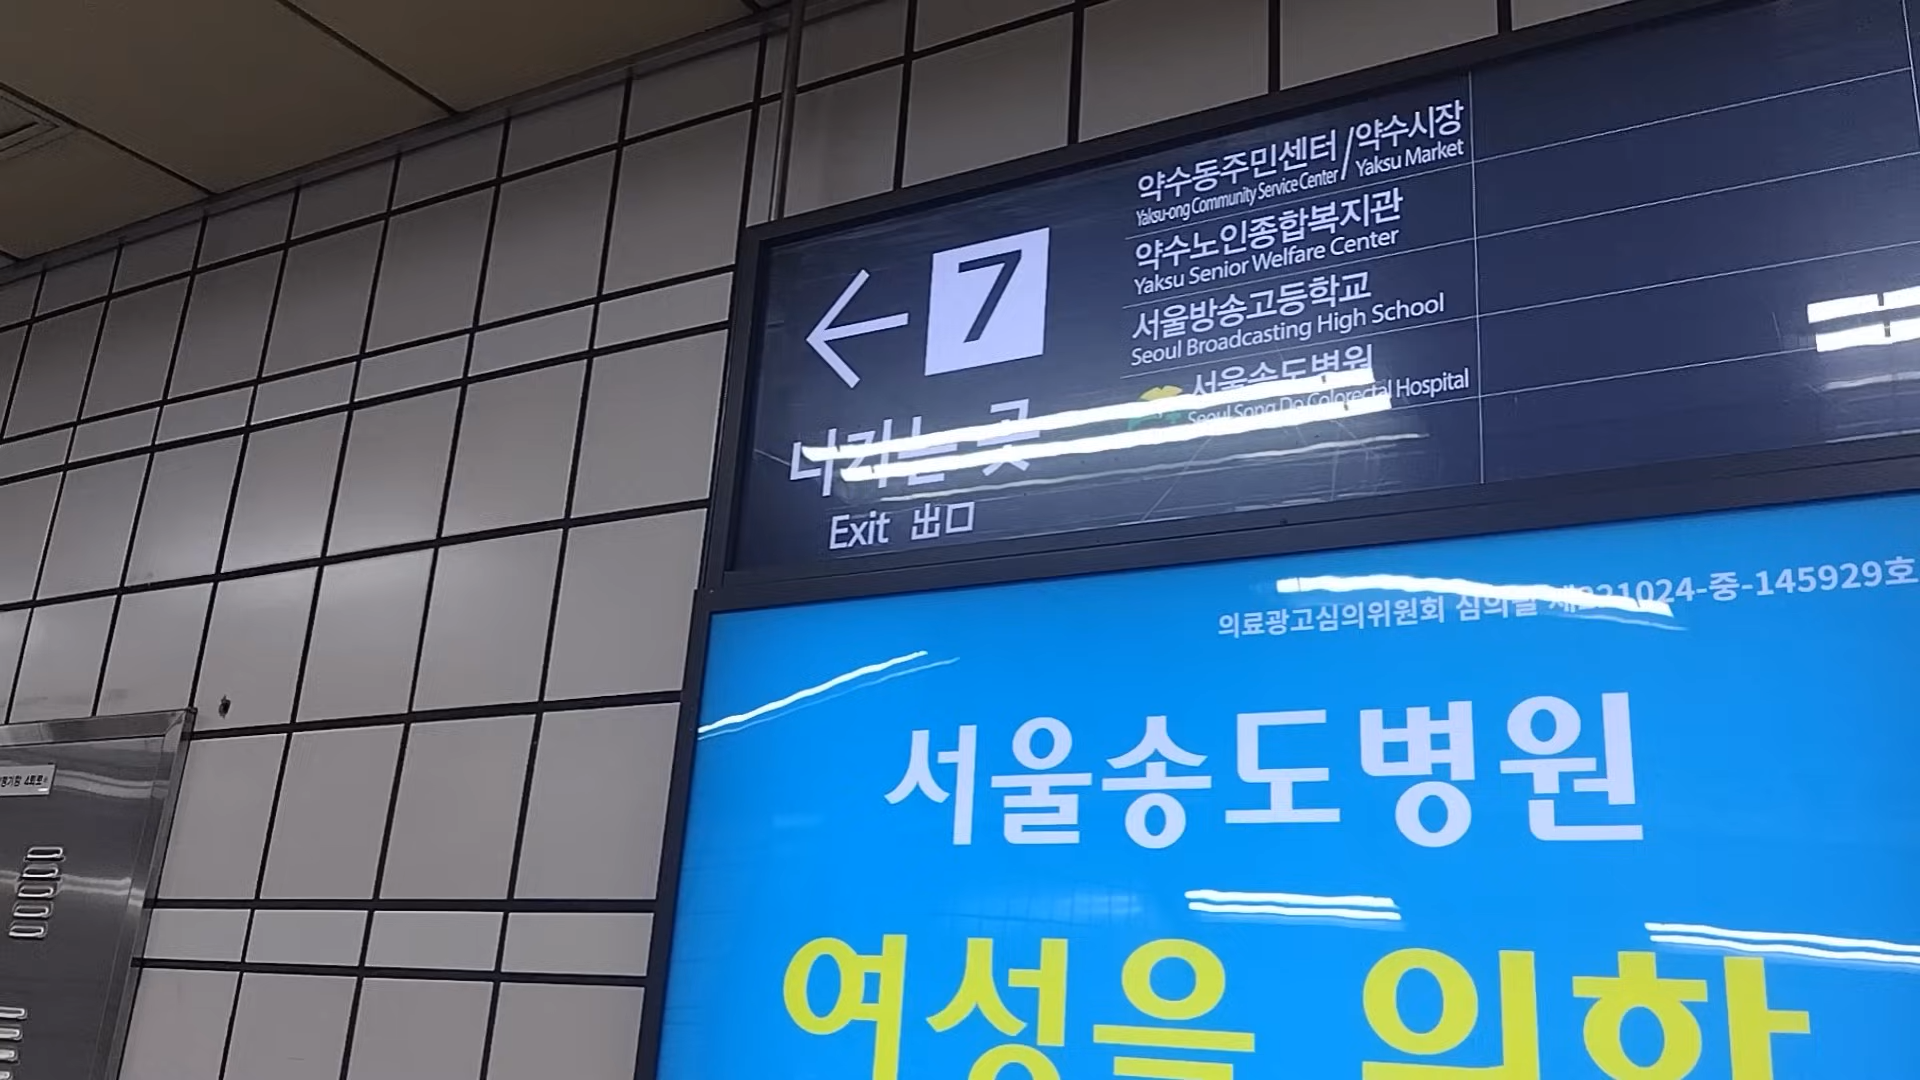 약수동주민센터/약수시장
Yaksu-ong Community Service Center/Yaksu Market
약수노인종합복지관
Yaksu Senior Welfare Center
서울방송고등학교
Seoul Broadcasting High School
서울송도병원
Seoul Song Do Colorectal Hospital
7
나가는 곳
Exit 出口
의료광고심의위원회 심의필 제221024-중-145929호
서울송도병원
여성을 위한